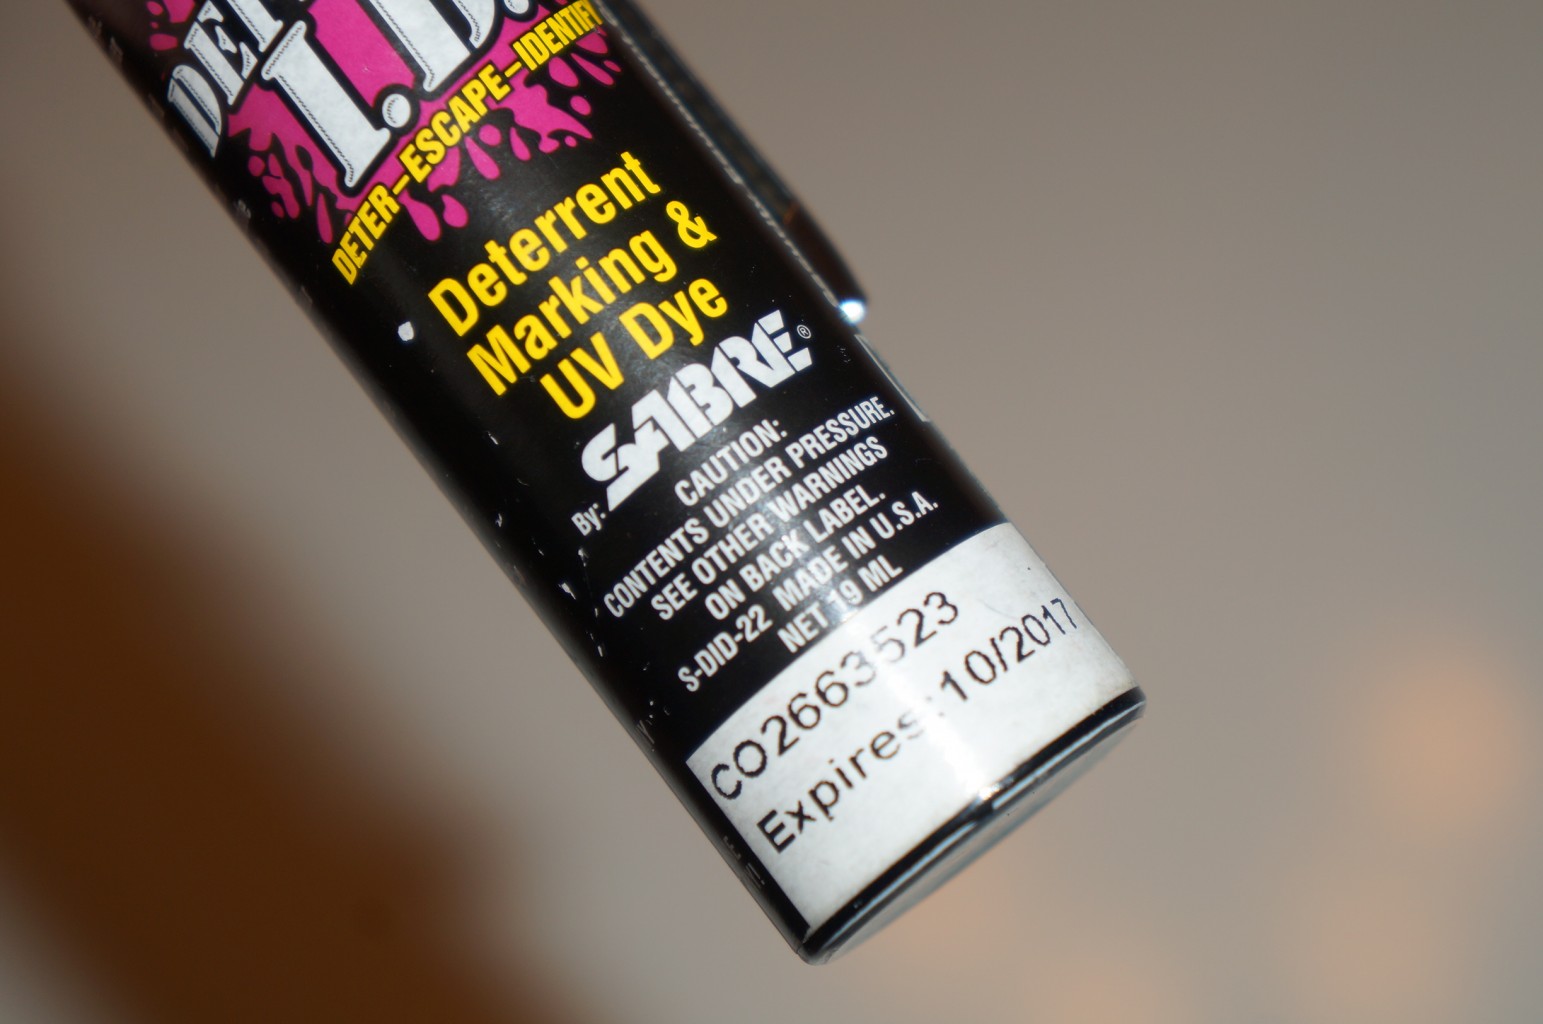 I.D.
DETER-ESCAPE-IDENTIFY
Deterrent
Marking &
UV Dye
By: SABRE®
CAUTION:
CONTENTS UNDER PRESSURE.
SEE OTHER WARNINGS
ON BACK LABEL.
S-DID-22 MADE IN U.S.A.
NET 19 ML
CO2663523
Expires:10/2017